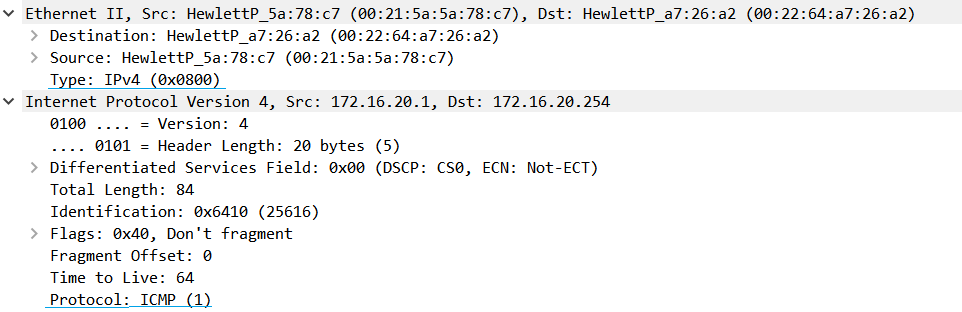 Ethernet II, Src: HewlettP_5a:78:c7 (00:21:5a:5a:78:c7), Dst: HewlettP_a7:26:a2 (00:22:64:a7:26:a2)
Destination: HewlettP_a7:26:a2 (00:22:64:a7:26:a2)
Source: HewlettP_5a:78:c7 (00:21:5a:5a:78:c7)
Type: IPv4 (0x0800)
Internet Protocol Version 4, Src: 172.16.20.1, Dst: 172.16.20.254
0100 .... = Version: 4
.... 0101 = Header Length: 20 bytes (5)
Differentiated Services Field: 0x00 (DSCP: CS0, ECN: Not-ECT)
Total Length: 84
Identification: 0x6410 (25616)
Flags: 0x40, Don't fragment
Fragment Offset: 0
Time to Live: 64
Protocol: ICMP (1)